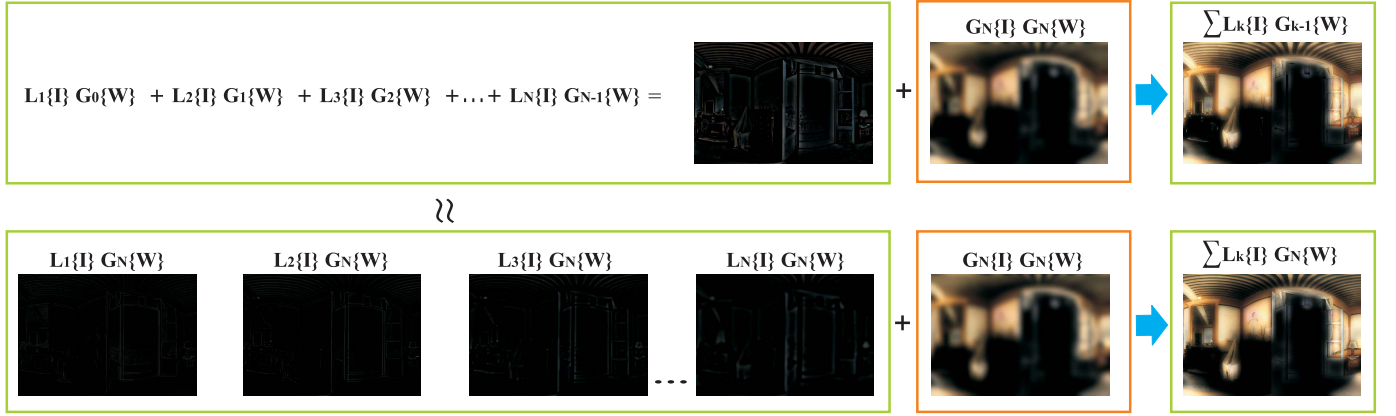 L1{I} G0{W} + L2{I} G1{W} + L3{I} G2{W} +...+ LN{I} GN-1{W} =
+
GN{I} GN{W}
∑Lk{I} Gk-1{W}
≈
L1{I} GN{W}
L2{I} GN{W}
L3{I} GN{W}
...
LN{I} GN{W}
+
GN{I} GN{W}
∑Lk{I} GN{W}